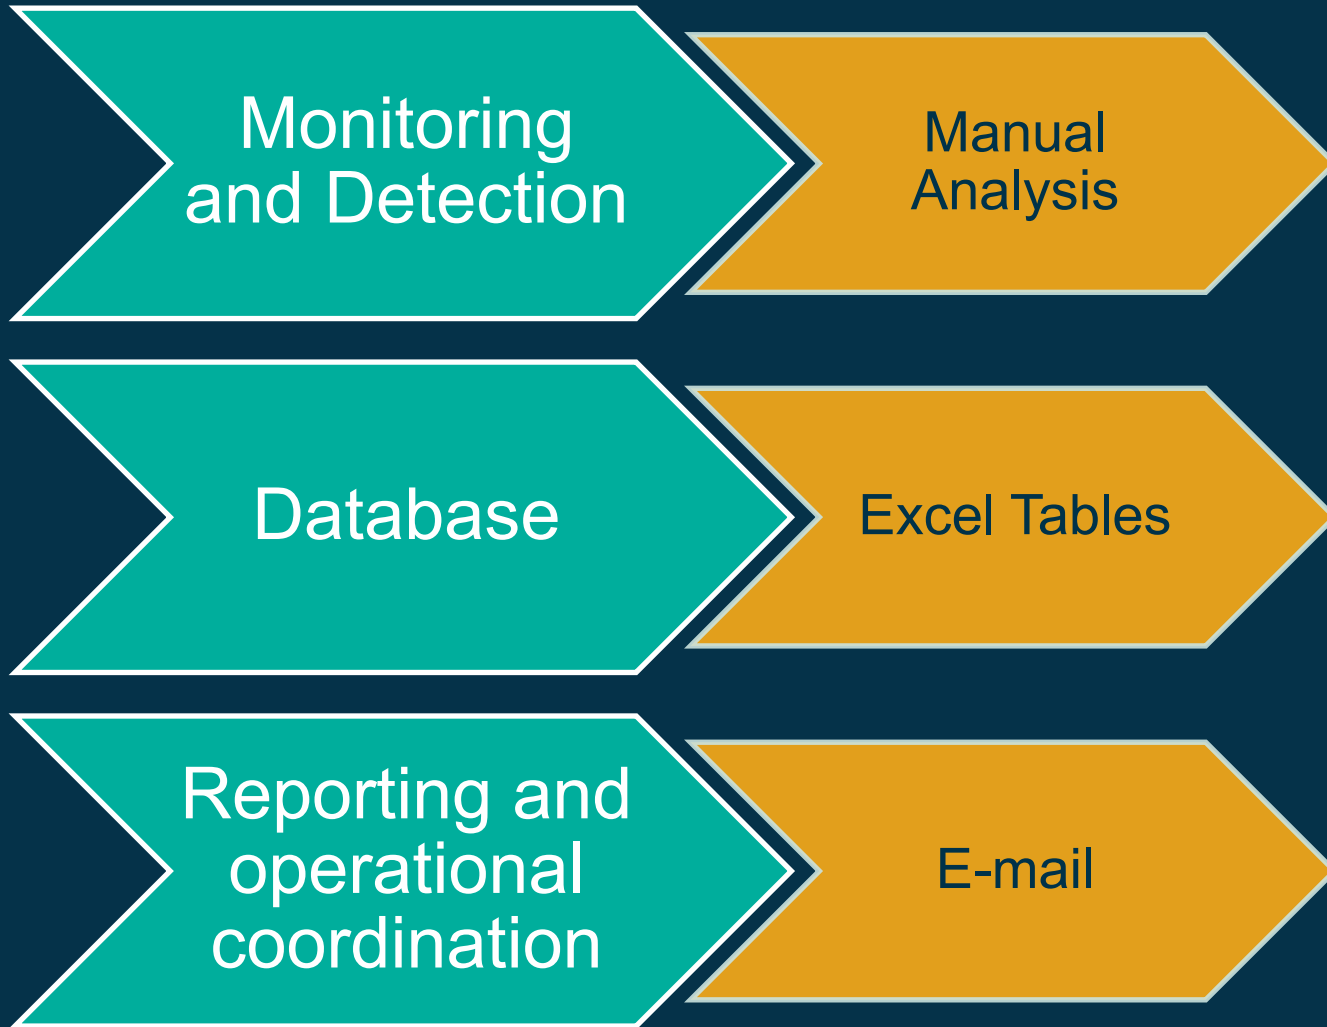 Monitoring
and Detection
Manual
Analysis
Database
Excel Tables
Reporting and
operational
coordination
E-mail